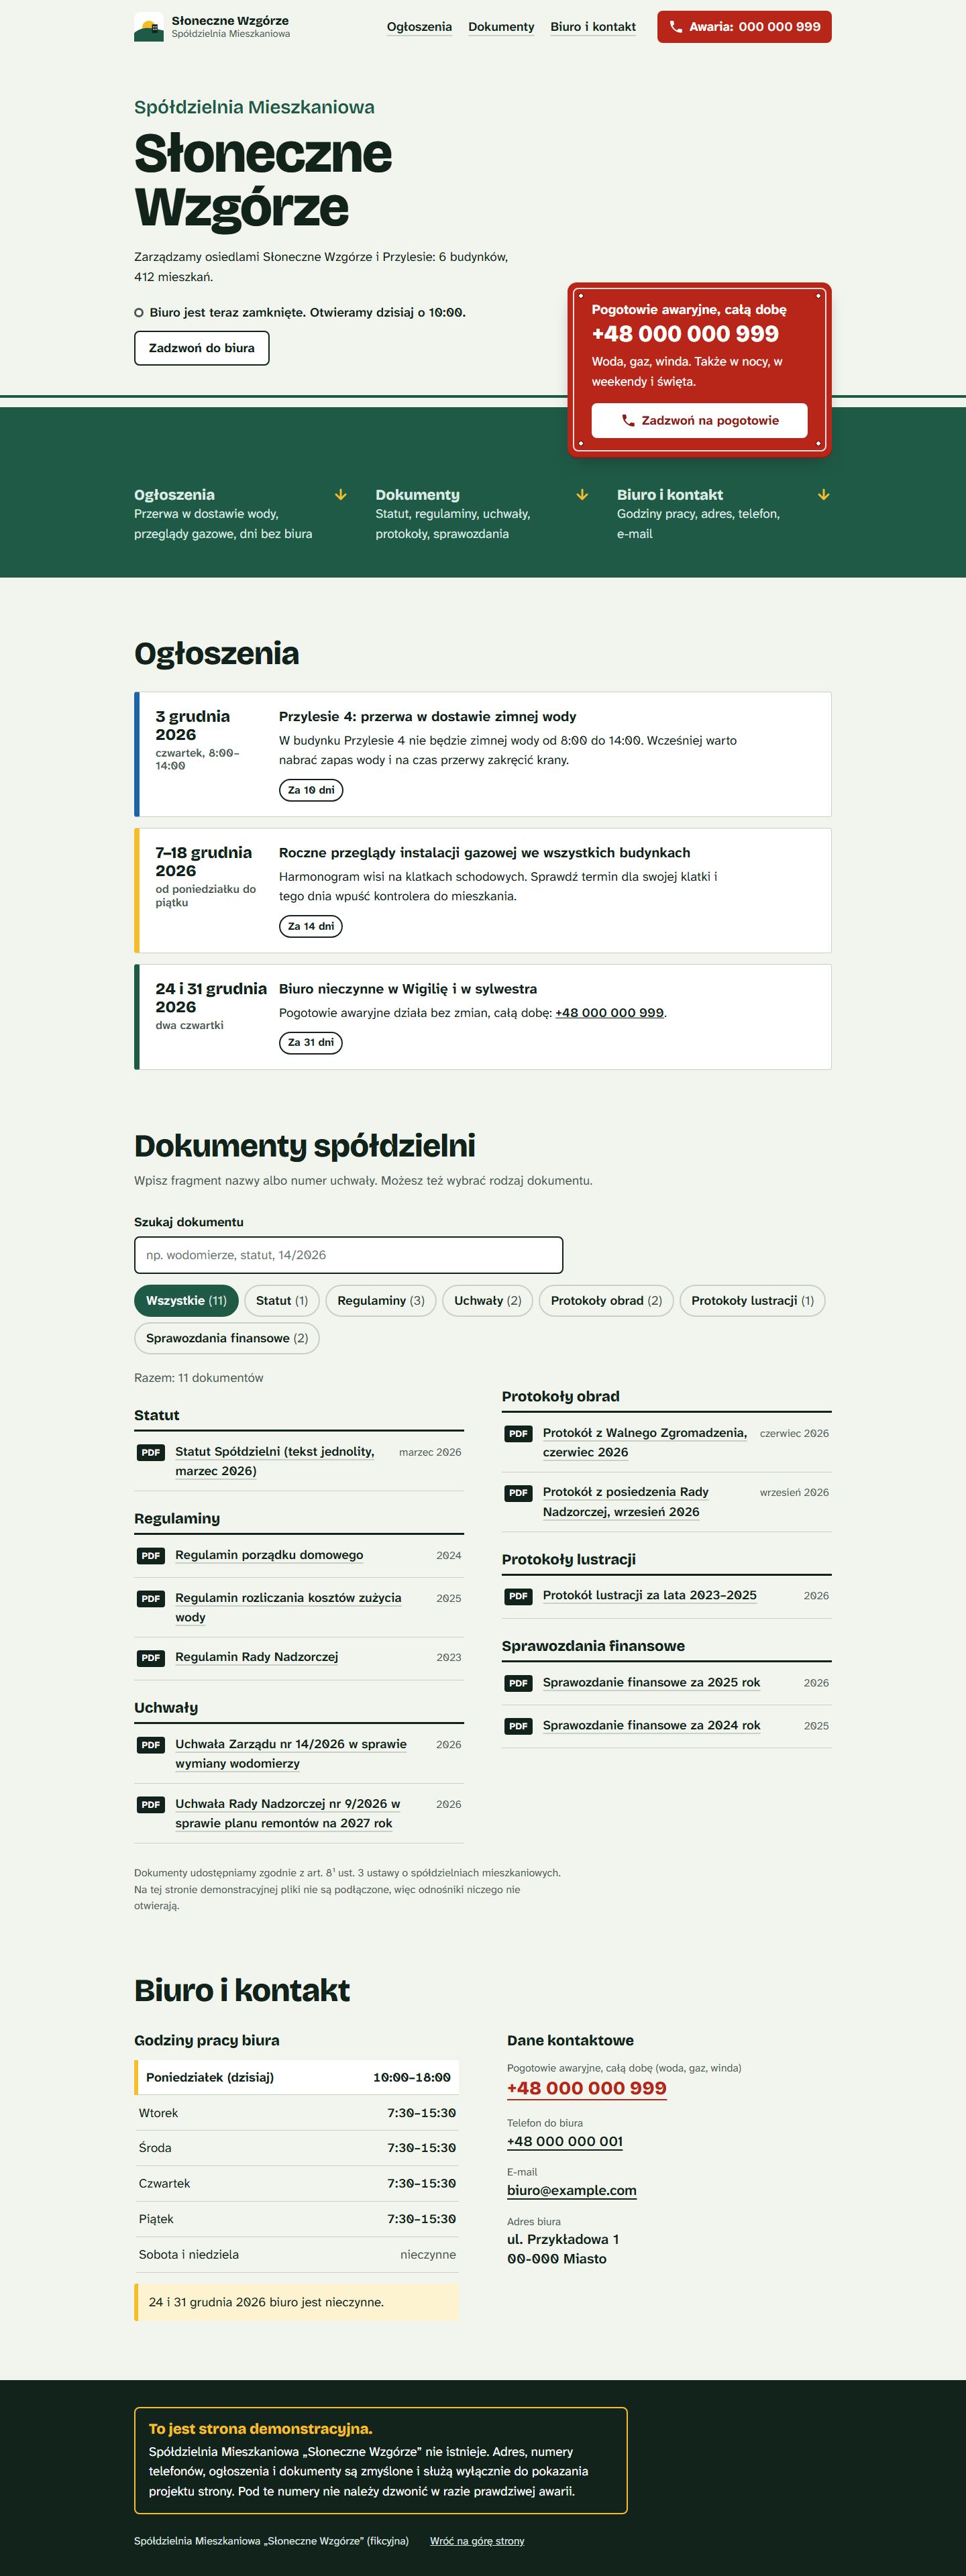 Słoneczne Wzgórze
Spółdzielnia Mieszkaniowa
Ogłoszenia
Dokumenty
Biuro i kontakt
Awaria: 000 000 999
Spółdzielnia Mieszkaniowa
Słoneczne
Wzgórze
Zarządzamy osiedlami Słoneczne Wzgórze i Przylesie: 6 budynków,
412 mieszkań.
Biuro jest teraz zamknięte. Otwieramy dzisiaj o 10:00.
Zadzwoń do biura
Pogotowie awaryjne, całą dobę
+48 000 000 999
Woda, gaz, winda. Także w nocy, w
weekendy i święta.
Zadzwoń na pogotowie
Ogłoszenia
Przerwa w dostawie wody,
przeglądy gazowe, dni bez biura
Dokumenty
Statut, regulaminy, uchwały,
protokoły, sprawozdania
Biuro i kontakt
Godziny pracy, adres, telefon,
e-mail
Ogłoszenia
3 grudnia
2026
czwartek, 8:00–
14:00
Przylesie 4: przerwa w dostawie zimnej wody
W budynku Przylesie 4 nie będzie zimnej wody od 8:00 do 14:00. Wcześniej warto
nabrać zapas wody i na czas przerwy zakręcić krany.
Za 10 dni
7–18 grudnia
2026
od poniedziałku do
piątku
Roczne przeglądy instalacji gazowej we wszystkich budynkach
Harmonogram wisi na klatkach schodowych. Sprawdź termin dla swojej klatki i
tego dnia wpuść kontrolera do mieszkania.
Za 14 dni
24 i 31 grudnia
2026
dwa czwartki
Biuro nieczynne w Wigilię i w sylwestra
Pogotowie awaryjne działa bez zmian, całą dobę: +48 000 000 999.
Za 31 dni
Dokumenty spółdzielni
Wpisz fragment nazwy albo numer uchwały. Możesz też wybrać rodzaj dokumentu.
Szukaj dokumentu
np. wodomierze, statut, 14/2026
Wszystkie (11)
Statut (1)
Regulaminy (3)
Uchwały (2)
Protokoły obrad (2)
Protokoły lustracji (1)
Sprawozdania finansowe (2)
Razem: 11 dokumentów
Statut
PDF Statut Spółdzielni (tekst jednolity, marzec 2026
marzec 2026)
Regulaminy
PDF Regulamin porządku domowego 2024
PDF Regulamin rozliczania kosztów zużycia 2025
wody
PDF Regulamin Rady Nadzorczej 2023
Uchwały
PDF Uchwała Zarządu nr 14/2026 w sprawie 2026
wymiany wodomierzy
PDF Uchwała Rady Nadzorczej nr 9/2026 w 2026
sprawie planu remontów na 2027 rok
Protokoły obrad
PDF Protokół z Walnego Zgromadzenia, czerwiec 2026
czerwiec 2026
PDF Protokół z posiedzenia Rady wrzesień 2026
Nadzorczej, wrzesień 2026
Protokoły lustracji
PDF Protokół lustracji za lata 2023–2025 2026
Sprawozdania finansowe
PDF Sprawozdanie finansowe za 2025 rok 2026
PDF Sprawozdanie finansowe za 2024 rok 2025
Dokumenty udostępniamy zgodnie z art. 8¹ ust. 3 ustawy o spółdzielniach mieszkaniowych.
Na tej stronie demonstracyjnej pliki nie są podłączone, więc odnośniki niczego nie
otwierają.
Biuro i kontakt
Godziny pracy biura
Poniedziałek (dzisiaj) 10:00–18:00
Wtorek 7:30–15:30
Środa 7:30–15:30
Czwartek 7:30–15:30
Piątek 7:30–15:30
Sobota i niedziela nieczynne
24 i 31 grudnia 2026 biuro jest nieczynne.
Dane kontaktowe
Pogotowie awaryjne, całą dobę (woda, gaz, winda)
+48 000 000 999
Telefon do biura
+48 000 000 001
E-mail
biuro@example.com
Adres biura
ul. Przykładowa 1
00-000 Miasto
To jest strona demonstracyjna.
Spółdzielnia Mieszkaniowa „Słoneczne Wzgórze” nie istnieje. Adres, numery
telefonów, ogłoszenia i dokumenty są zmyślone i służą wyłącznie do pokazania
projektu strony. Pod te numery nie należy dzwonić w razie prawdziwej awarii.
Spółdzielnia Mieszkaniowa „Słoneczne Wzgórze” (fikcyjna)
Wróć na górę strony